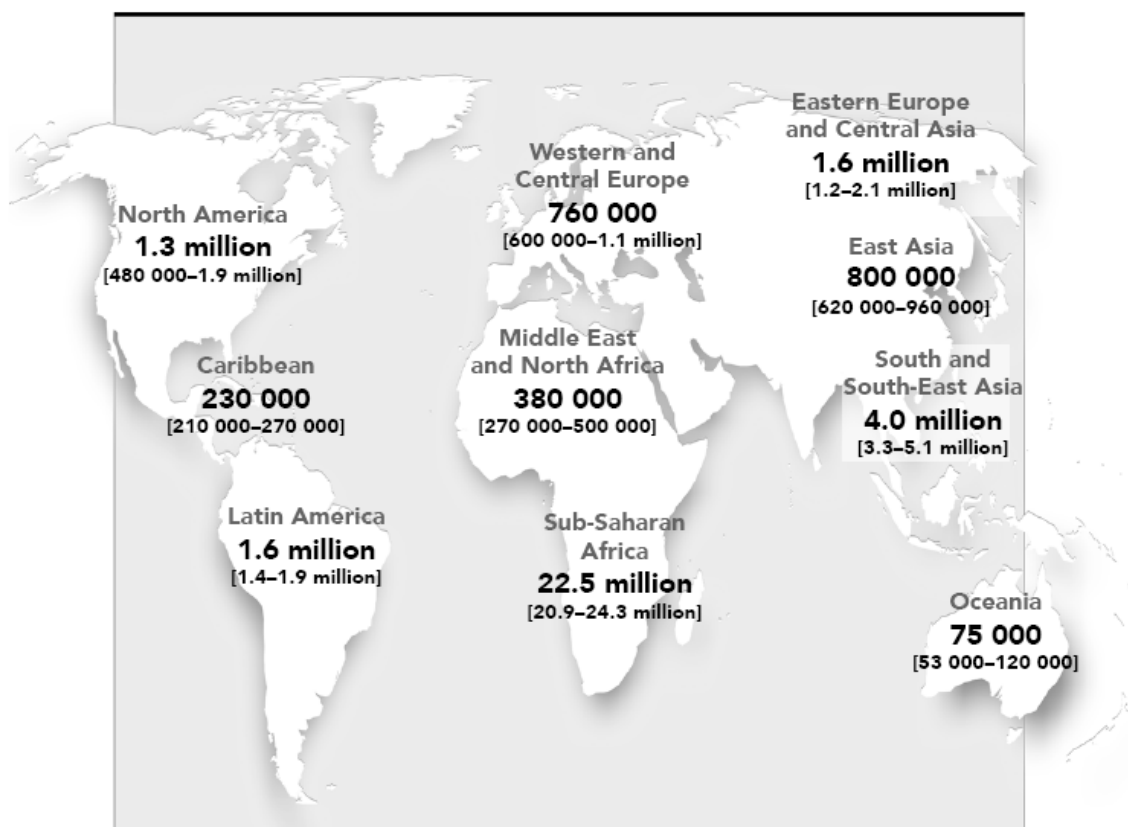 Eastern Europe
and Central Asia
1.6 million
[1.2–2.1 million]
Western and
Central Europe
760 000
[600 000–1.1 million]
North America
1.3 million
[480 000–1.9 million]
East Asia
800 000
[620 000–960 000]
Middle East
and North Africa
380 000
[270 000–500 000]
Caribbean
230 000
[210 000–270 000]
South and
South-East Asia
4.0 million
[3.3–5.1 million]
Latin America
1.6 million
[1.4–1.9 million]
Sub-Saharan
Africa
22.5 million
[20.9–24.3 million]
Oceania
75 000
[53 000–120 000]